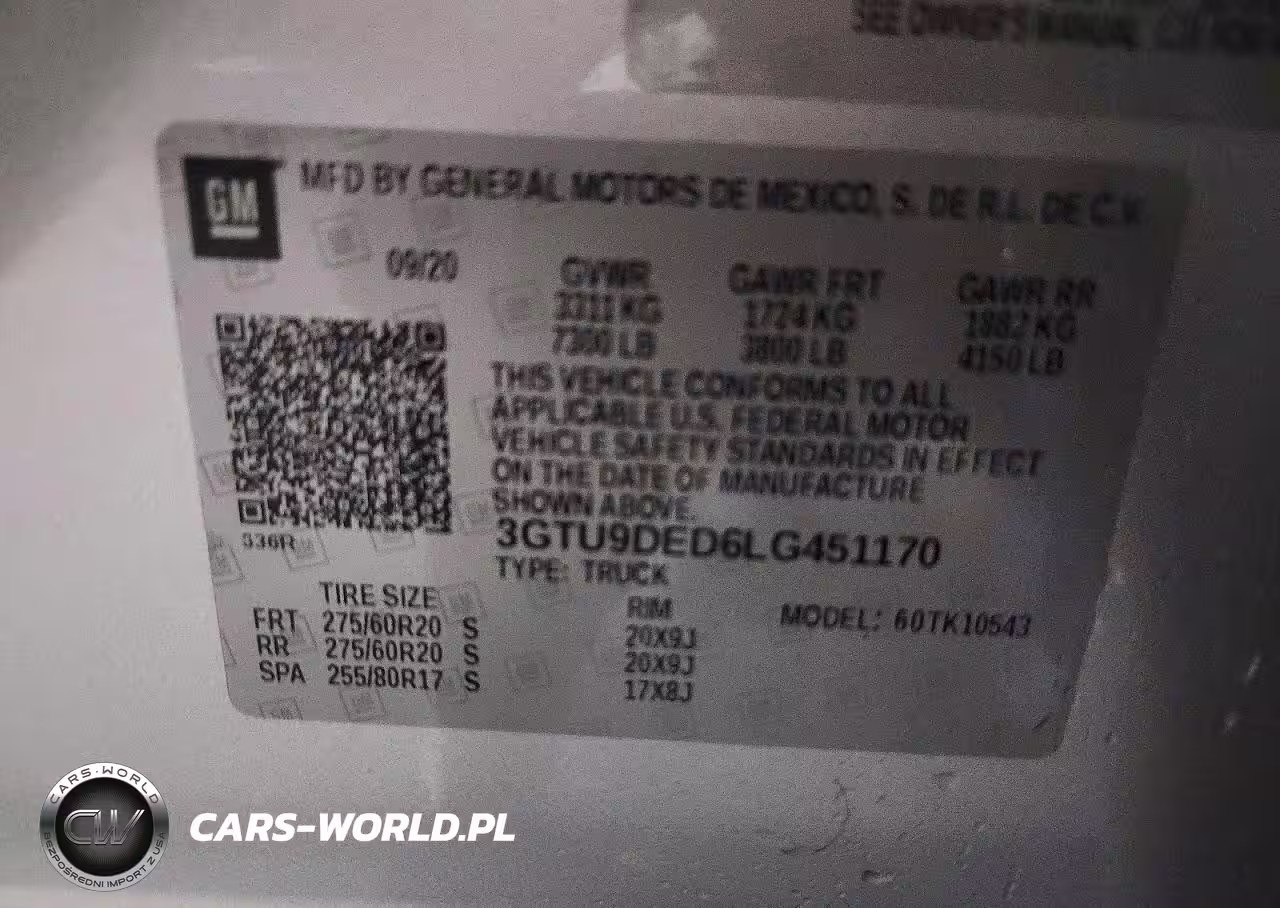 SEE OWNER'S MANUAL
GM
MFD BY GENERAL MOTORS DE MEXICO, S. DE R.L. DE C.V.
09/20
GVWR GAWR FRT GAWR RR
3311 KG 1724 KG 1882 KG
7300 LB 3800 LB 4150 LB
THIS VEHICLE CONFORMS TO ALL
APPLICABLE U.S. FEDERAL MOTOR
VEHICLE SAFETY STANDARDS IN EFFECT
ON THE DATE OF MANUFACTURE
SHOWN ABOVE.
3GTU9DED6LG451170
TYPE: TRUCK
336R
TIRE SIZE RIM MODEL: 60TK10543
FRT 275/60R20 S 20X9J
RR 275/60R20 S 20X9J
SPA 255/80R17 S 17X8J
CARS-WORLD
CW
BEZPOŚREDNI IMPORT Z USA
CARS-WORLD.PL